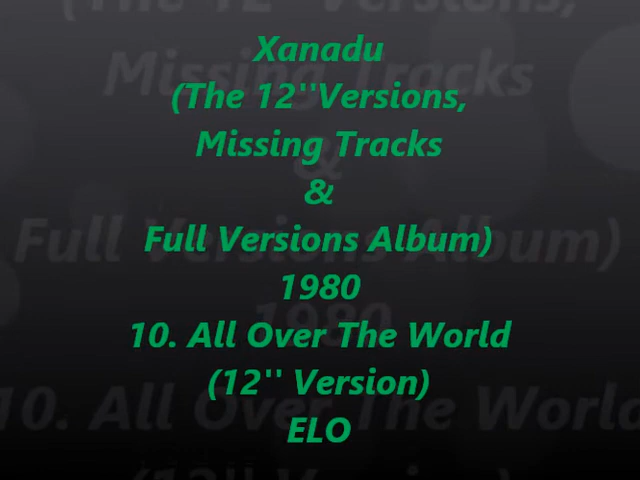 Xanadu
(The 12''Versions,
Missing Tracks
&
Full Versions Album)
1980
10. All Over The World
(12'' Version)
ELO